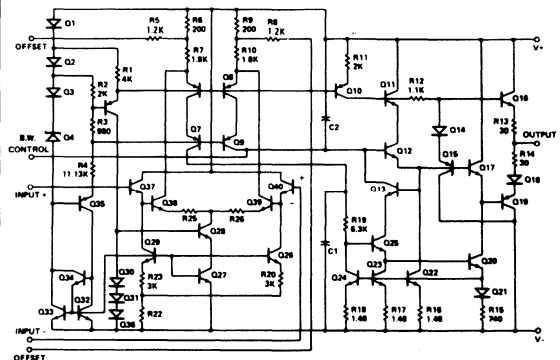 Q1
R5
1.2K
R6
200
R9
200
R8
1.2K
OFFSET
V+
R7
1.8K
R10
1.8K
R11
2K
Q2
R1
4K
Q8
Q10
Q11
R12
1.1K
Q16
Q3
R2
2K
R3
980
C2
Q14
R13
30
OUTPUT
Q4
Q7
Q9
Q12
R14
30
B.W.
CONTROL
Q15
Q17
Q18
R4
11.13K
Q13
Q19
INPUT +
Q35
Q37
Q38
Q39
Q40
+
-
R25
R26
R19
6.3K
Q28
Q25
Q29
Q26
C1
Q34
Q30
R23
3K
Q27
R20
3K
Q24
Q23
Q22
Q20
Q31
Q21
Q33
Q32
Q36
R22
R18
1.48
R17
1.48
R16
1.48
R15
740
INPUT -
V-
OFFSET